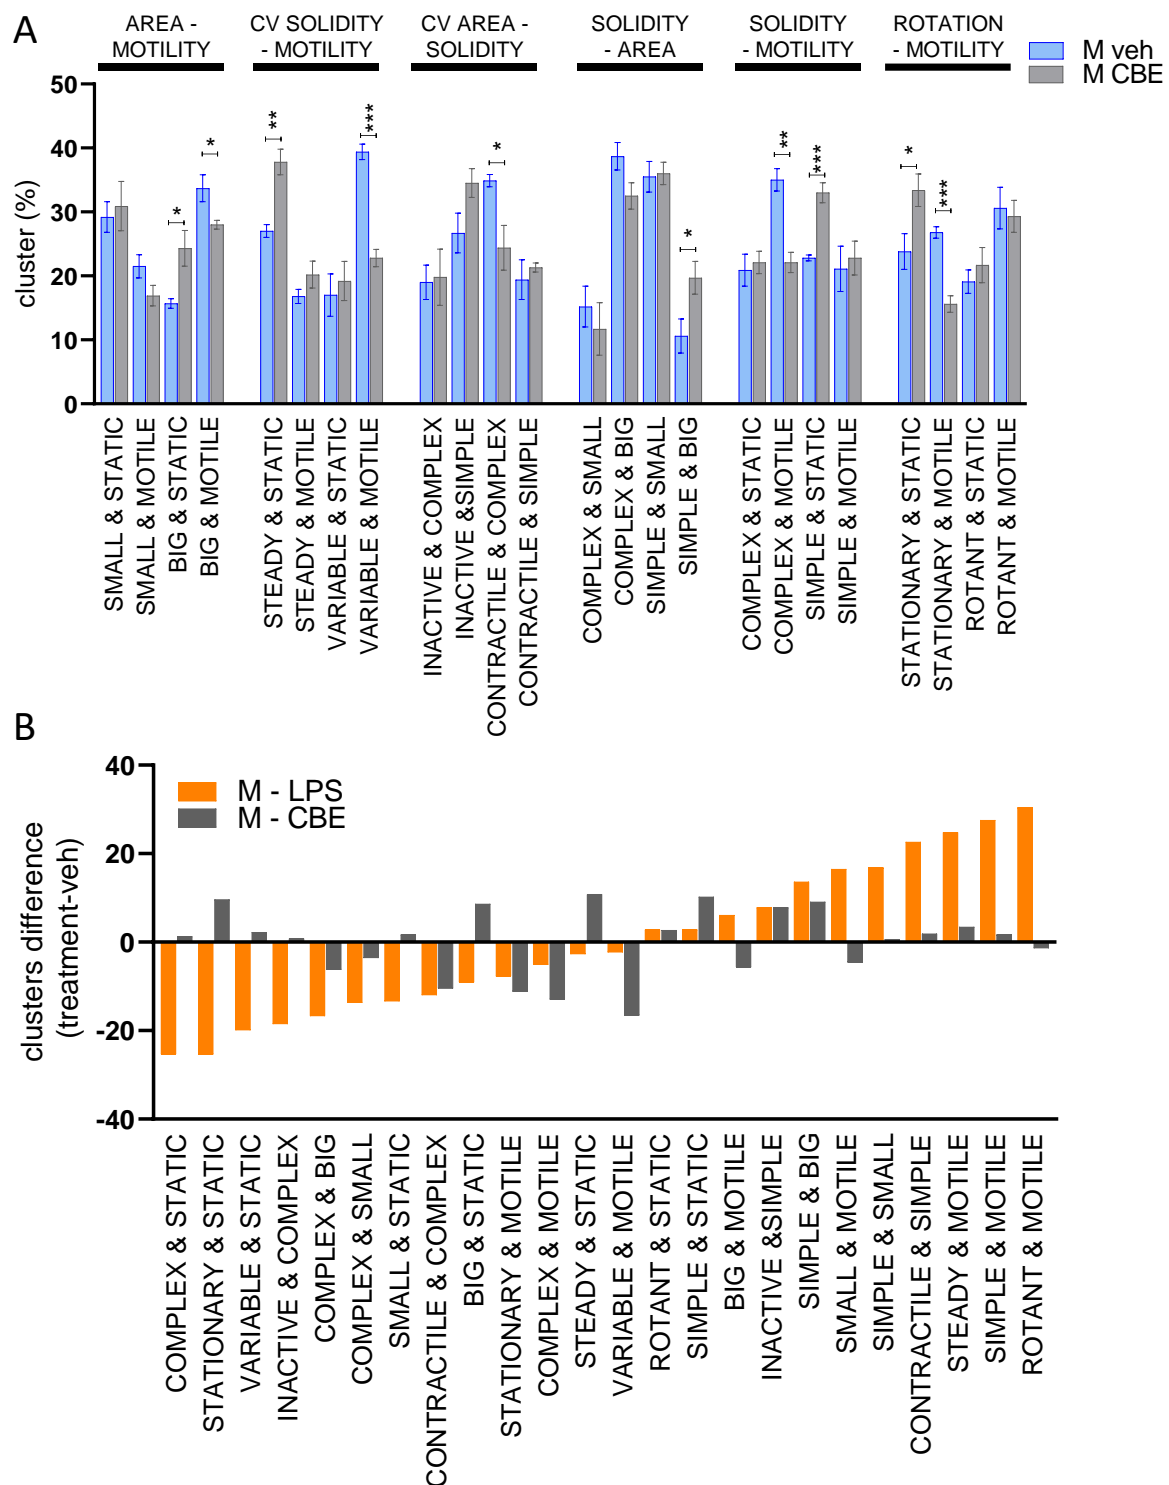 A
AREA -
MOTILITY
CV SOLIDITY
- MOTILITY
CV AREA -
SOLIDITY
SOLIDITY
- AREA
SOLIDITY
- MOTILITY
ROTATION
- MOTILITY
M veh
M CBE
cluster (%)
50
40
30
20
10
0
*
*
**
***
*
*
**
***
*
***
SMALL & STATIC
SMALL & MOTILE
BIG & STATIC
BIG & MOTILE
STEADY & STATIC
STEADY & MOTILE
VARIABLE & STATIC
VARIABLE & MOTILE
INACTIVE & COMPLEX
INACTIVE &SIMPLE
CONTRACTILE & COMPLEX
CONTRACTILE & SIMPLE
COMPLEX & SMALL
COMPLEX & BIG
SIMPLE & SMALL
SIMPLE & BIG
COMPLEX & STATIC
COMPLEX & MOTILE
SIMPLE & STATIC
SIMPLE & MOTILE
STATIONARY & STATIC
STATIONARY & MOTILE
ROTANT & STATIC
ROTANT & MOTILE
B
M - LPS
M - CBE
clusters difference
(treatment-veh)
40
20
0
-20
-40
COMPLEX & STATIC
STATIONARY & STATIC
VARIABLE & STATIC
INACTIVE & COMPLEX
COMPLEX & BIG
COMPLEX & SMALL
SMALL & STATIC
CONTRACTILE & COMPLEX
BIG & STATIC
STATIONARY & MOTILE
COMPLEX & MOTILE
STEADY & STATIC
VARIABLE & MOTILE
ROTANT & STATIC
SIMPLE & STATIC
BIG & MOTILE
INACTIVE &SIMPLE
SIMPLE & BIG
SMALL & MOTILE
SIMPLE & SMALL
CONTRACTILE & SIMPLE
STEADY & MOTILE
SIMPLE & MOTILE
ROTANT & MOTILE